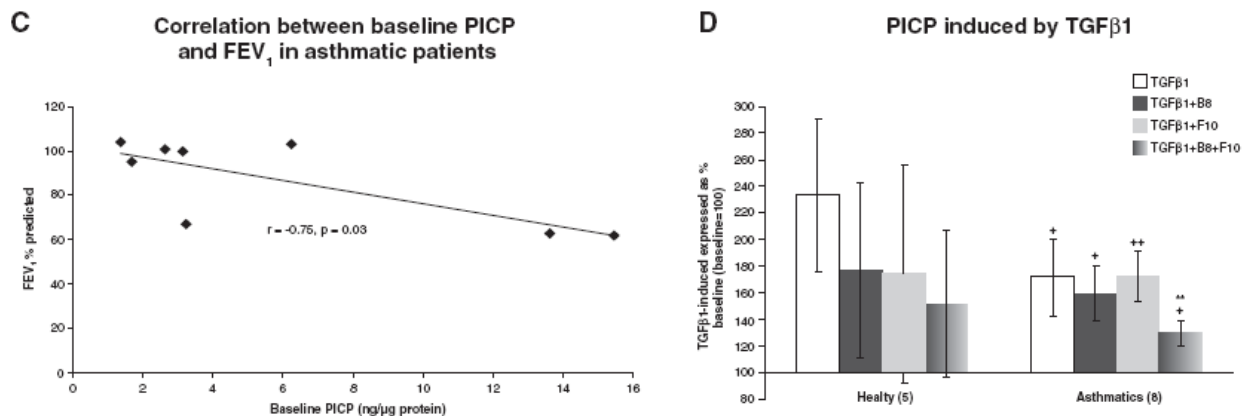 C
Correlation between baseline PICP
and FEV₁ in asthmatic patients
FEV₁ % predicted
120
100
80
60
40
20
0
0 2 4 6 8 10 12 14 16
r = -0.75, p = 0.03
Baseline PICP (ng/µg protein)
D
PICP induced by TGFβ1
TGFβ1
TGFβ1+B8
TGFβ1+F10
TGFβ1+B8+F10
TGFβ1-induced expressed as %
baseline (baseline=100)
300
280
260
240
220
200
180
160
140
120
100
80
+
+
++
**
+
Healty (5) Asthmatics (8)